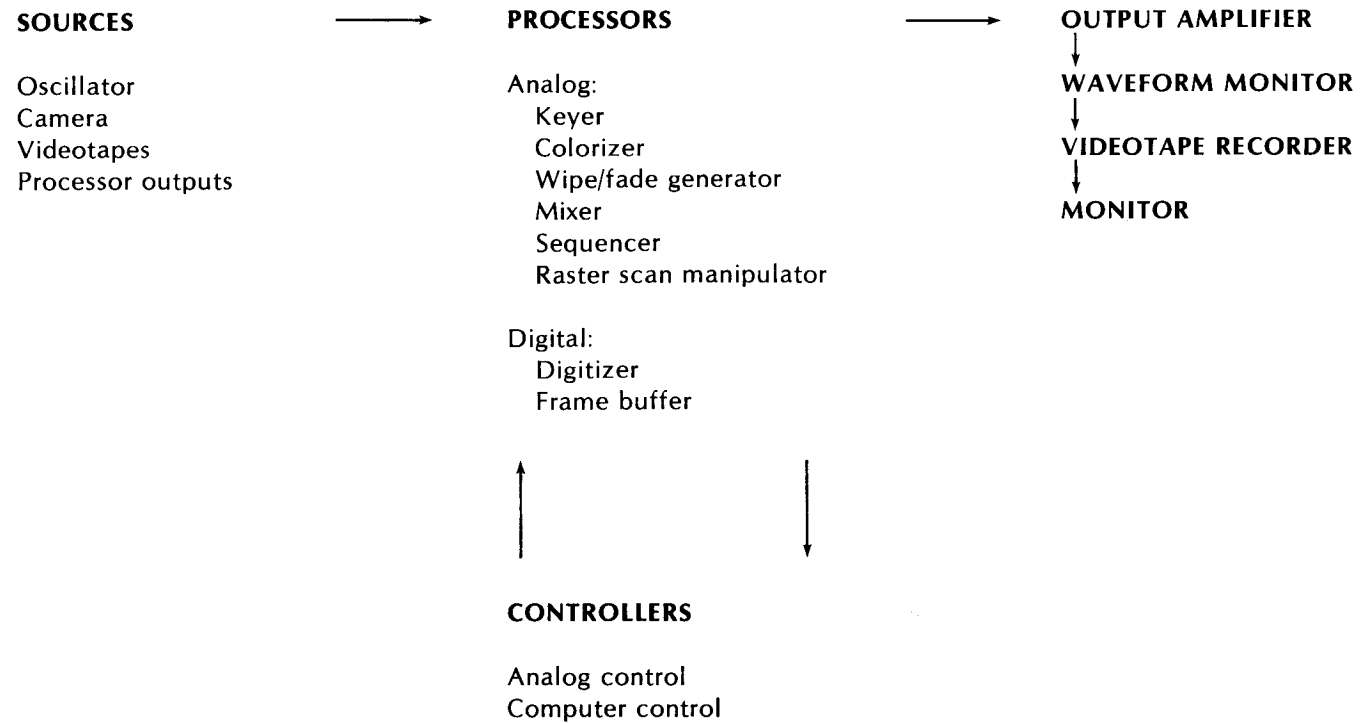 SOURCES
Oscillator
Camera
Videotapes
Processor outputs
PROCESSORS
Analog:
Keyer
Colorizer
Wipe/fade generator
Mixer
Sequencer
Raster scan manipulator
Digital:
Digitizer
Frame buffer
CONTROLLERS
Analog control
Computer control
OUTPUT AMPLIFIER
WAVEFORM MONITOR
VIDEOTAPE RECORDER
MONITOR